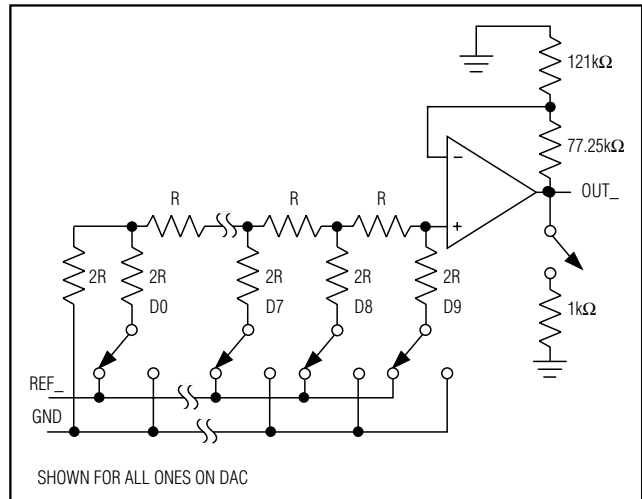 121kΩ
77.25kΩ
−
+
OUT_
R
R
R
2R
2R
2R
2R
2R
D0
D7
D8
D9
1kΩ
REF_
GND
SHOWN FOR ALL ONES ON DAC